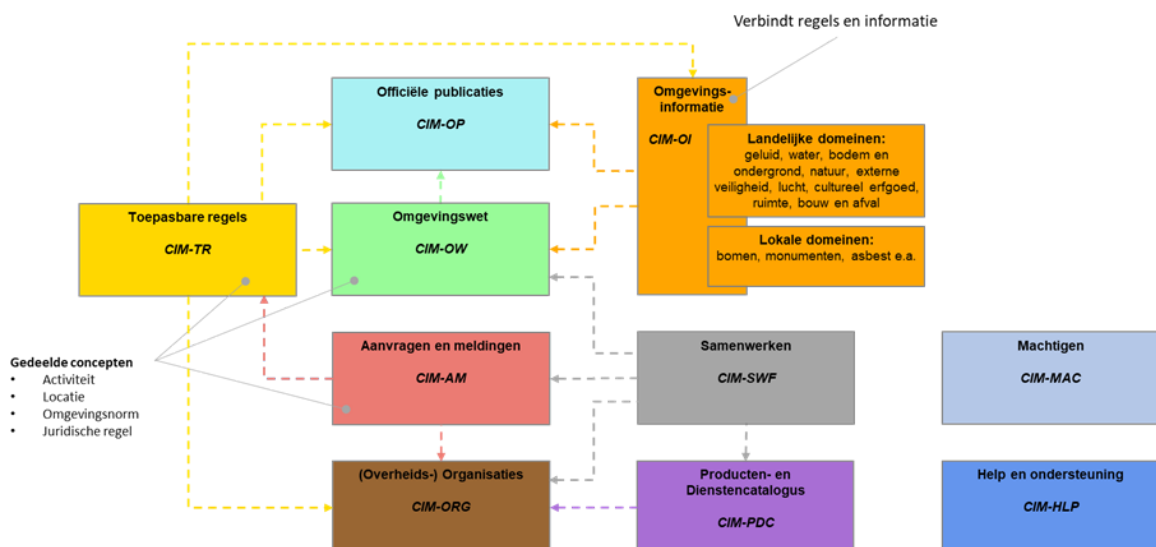 Verbindt regels en informatie
Officiële publicaties
CIM-OP
Omgevings-
informatie
CIM-OI
Landelijke domeinen:
geluid, water, bodem en
ondergrond, natuur, externe
veiligheid, lucht, cultureel erfgoed,
ruimte, bouw en afval
Lokale domeinen:
bomen, monumenten, asbest e.a.
Toepasbare regels
CIM-TR
Omgevingswet
CIM-OW
Gedeelde concepten
• Activiteit
• Locatie
• Omgevingsnorm
• Juridische regel
Aanvragen en meldingen
CIM-AM
Samenwerken
CIM-SWF
Machtigen
CIM-MAC
(Overheids-) Organisaties
CIM-ORG
Producten- en
Dienstencatalogus
CIM-PDC
Help en ondersteuning
CIM-HLP